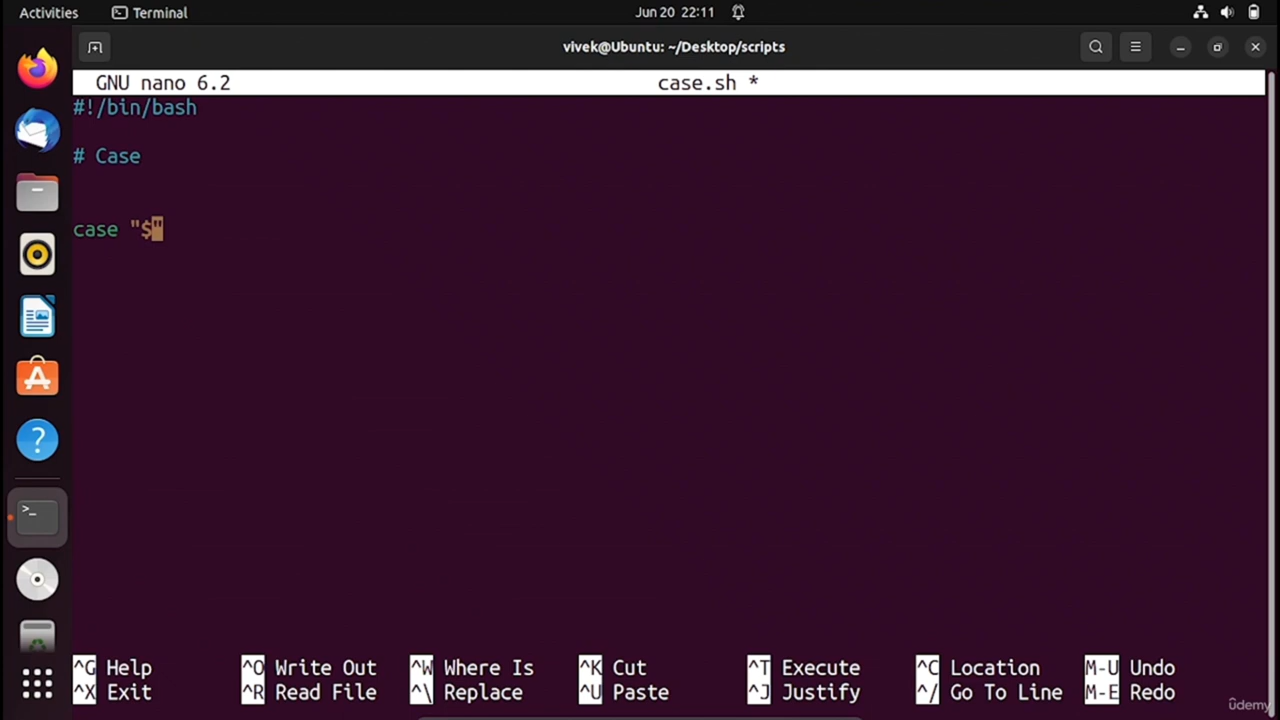 Activities Terminal Jun 20 22:11
vivek@Ubuntu: ~/Desktop/scripts
GNU nano 6.2 case.sh *
#!/bin/bash
# Case
case "$"
^G Help ^O Write Out ^W Where Is ^K Cut ^T Execute ^C Location M-U Undo
^X Exit ^R Read File ^\ Replace ^U Paste ^J Justify ^/ Go To Line M-E Redo
ûdemy